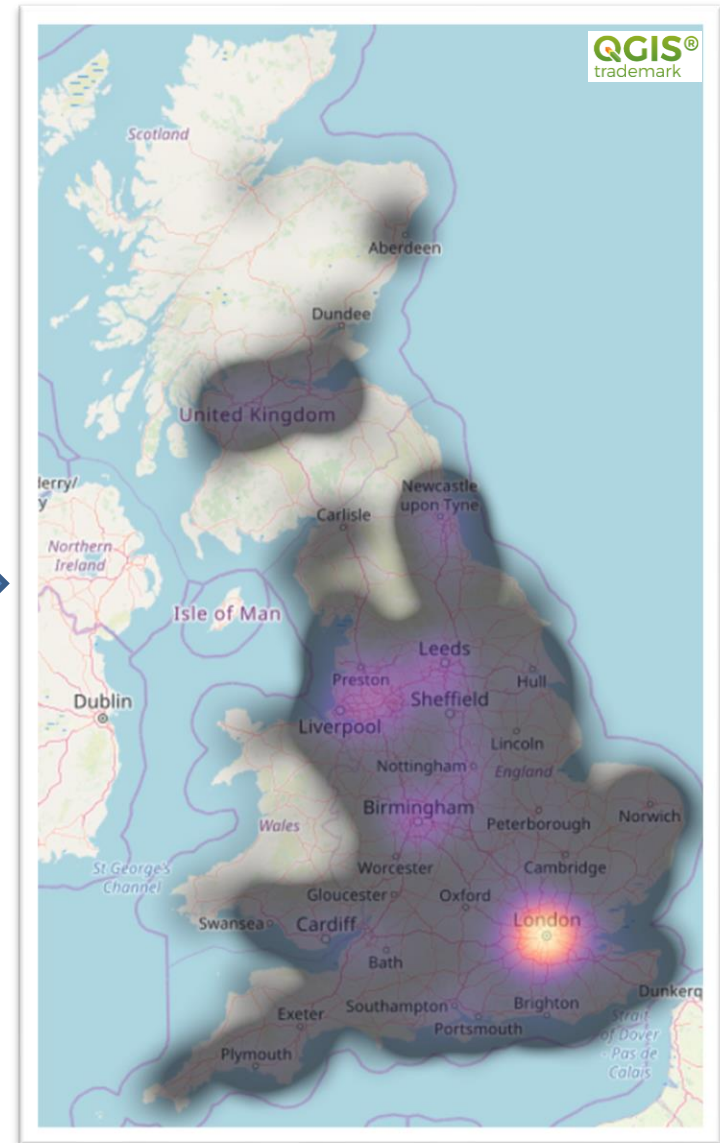 QGIS®
trademark
Scotland
Aberdeen
Dundee
United Kingdom
Newcastle
upon Tyne
Carlisle
lerry/
y
Northern
Ireland
Isle of Man
Leeds
Preston
Hull
Sheffield
Dublin
Liverpool
Lincoln
Nottingham
England
Birmingham
Norwich
Peterborough
Wales
Worcester
Cambridge
St George's
Channel
Gloucester
Oxford
Swansea
Cardiff
London
Bath
Dunkerq
Southampton
Brighton
Exeter
Portsmouth
Strait
of Dover
- Pas de
Calais
Plymouth